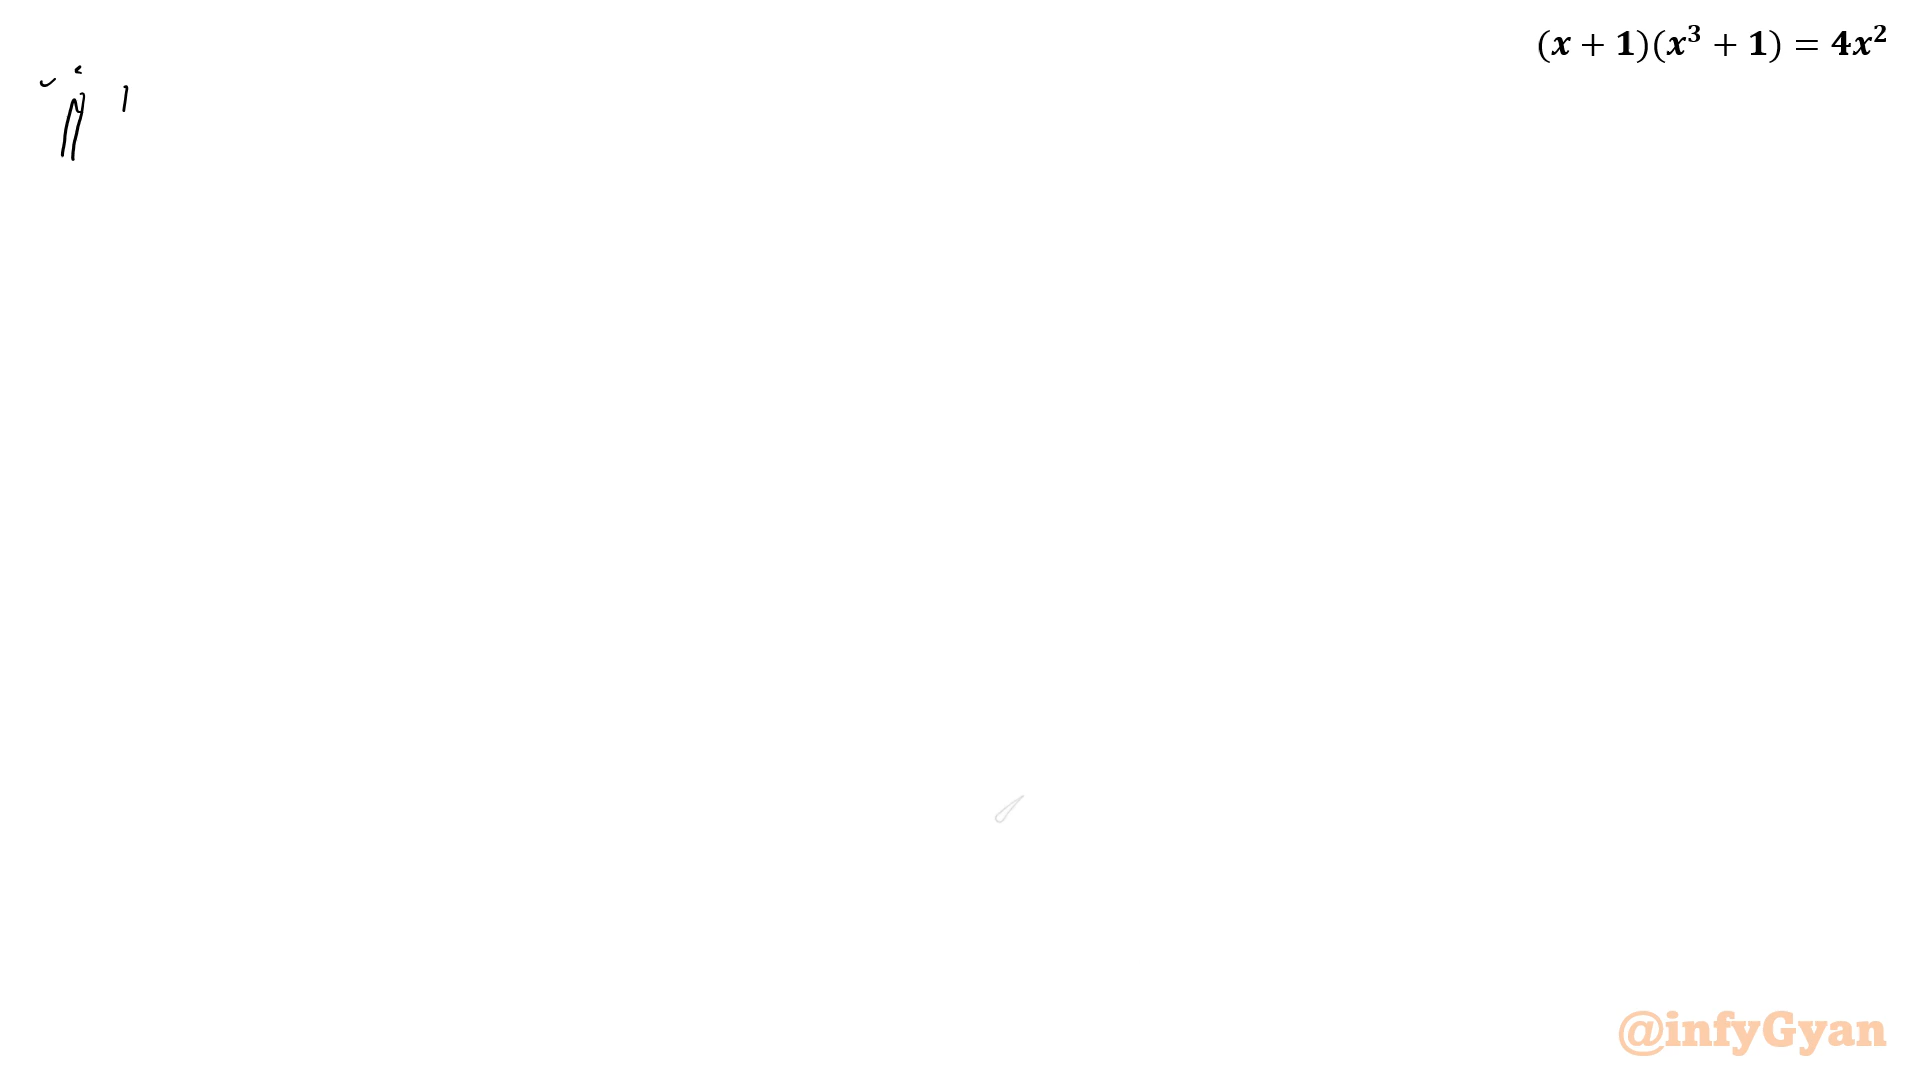 (x + 1)(x³ + 1) = 4x²
@infyGyan